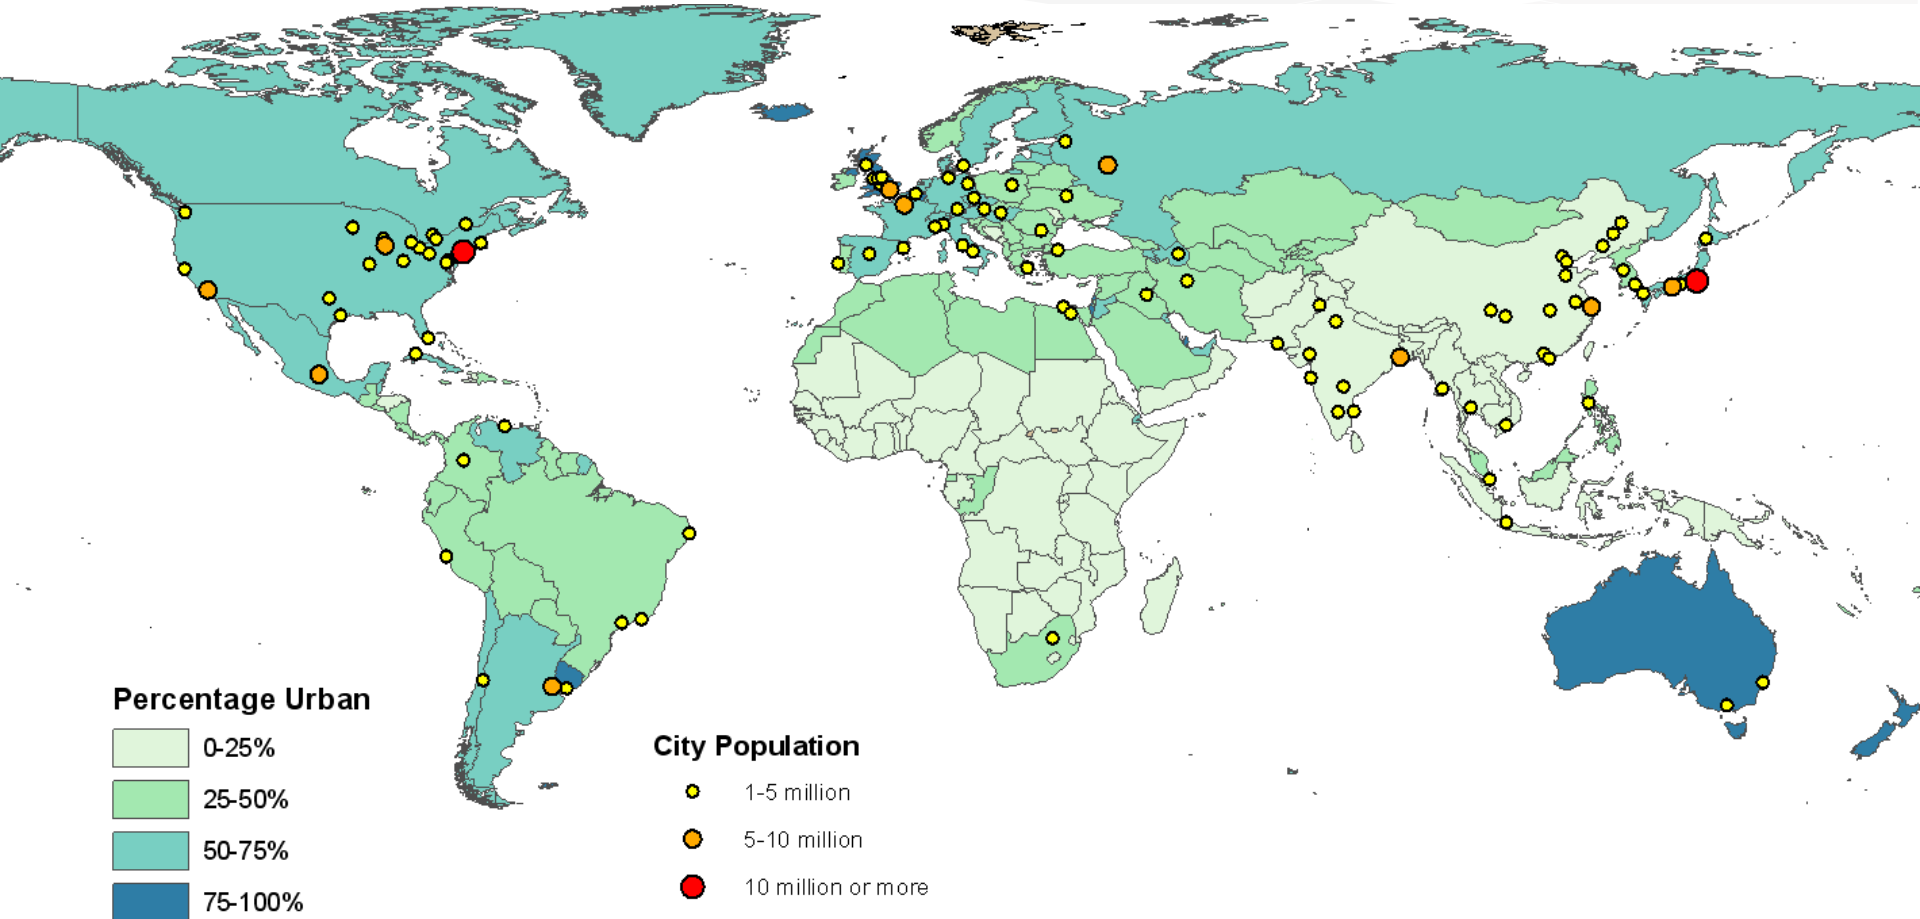 Percentage Urban
0-25%
25-50%
50-75%
75-100%
City Population
1-5 million
5-10 million
10 million or more